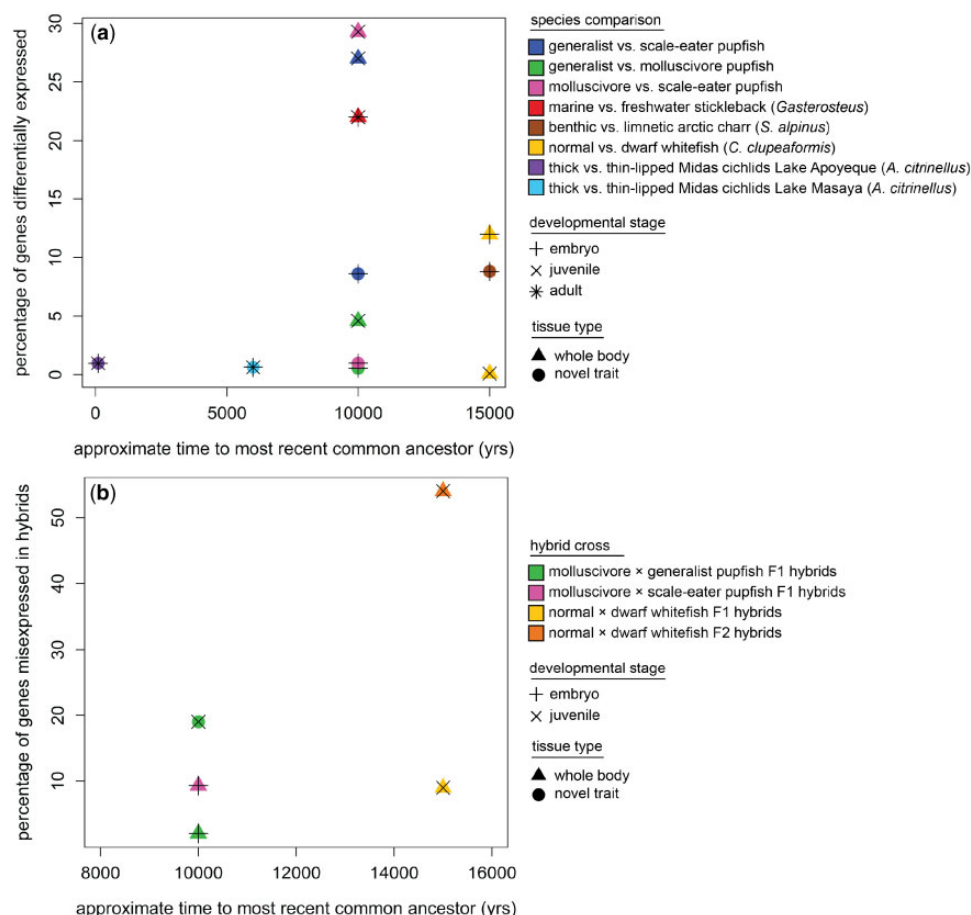 (a)
percentage of genes differentially expressed
30
25
20
15
10
5
0
0
5000
10000
15000
approximate time to most recent common ancestor (yrs)
species comparison
generalist vs. scale-eater pupfish
generalist vs. molluscivore pupfish
molluscivore vs. scale-eater pupfish
marine vs. freshwater stickleback (Gasterosteus)
benthic vs. limnetic arctic charr (S. alpinus)
normal vs. dwarf whitefish (C. clupeaformis)
thick vs. thin-lipped Midas cichlids Lake Apoyeque (A. citrinellus)
thick vs. thin-lipped Midas cichlids Lake Masaya (A. citrinellus)
developmental stage
embryo
juvenile
adult
tissue type
whole body
novel trait
(b)
percentage of genes misexpressed in hybrids
50
40
30
20
10
8000
10000
12000
14000
16000
approximate time to most recent common ancestor (yrs)
hybrid cross
molluscivore × generalist pupfish F1 hybrids
molluscivore × scale-eater pupfish F1 hybrids
normal × dwarf whitefish F1 hybrids
normal × dwarf whitefish F2 hybrids
developmental stage
embryo
juvenile
tissue type
whole body
novel trait